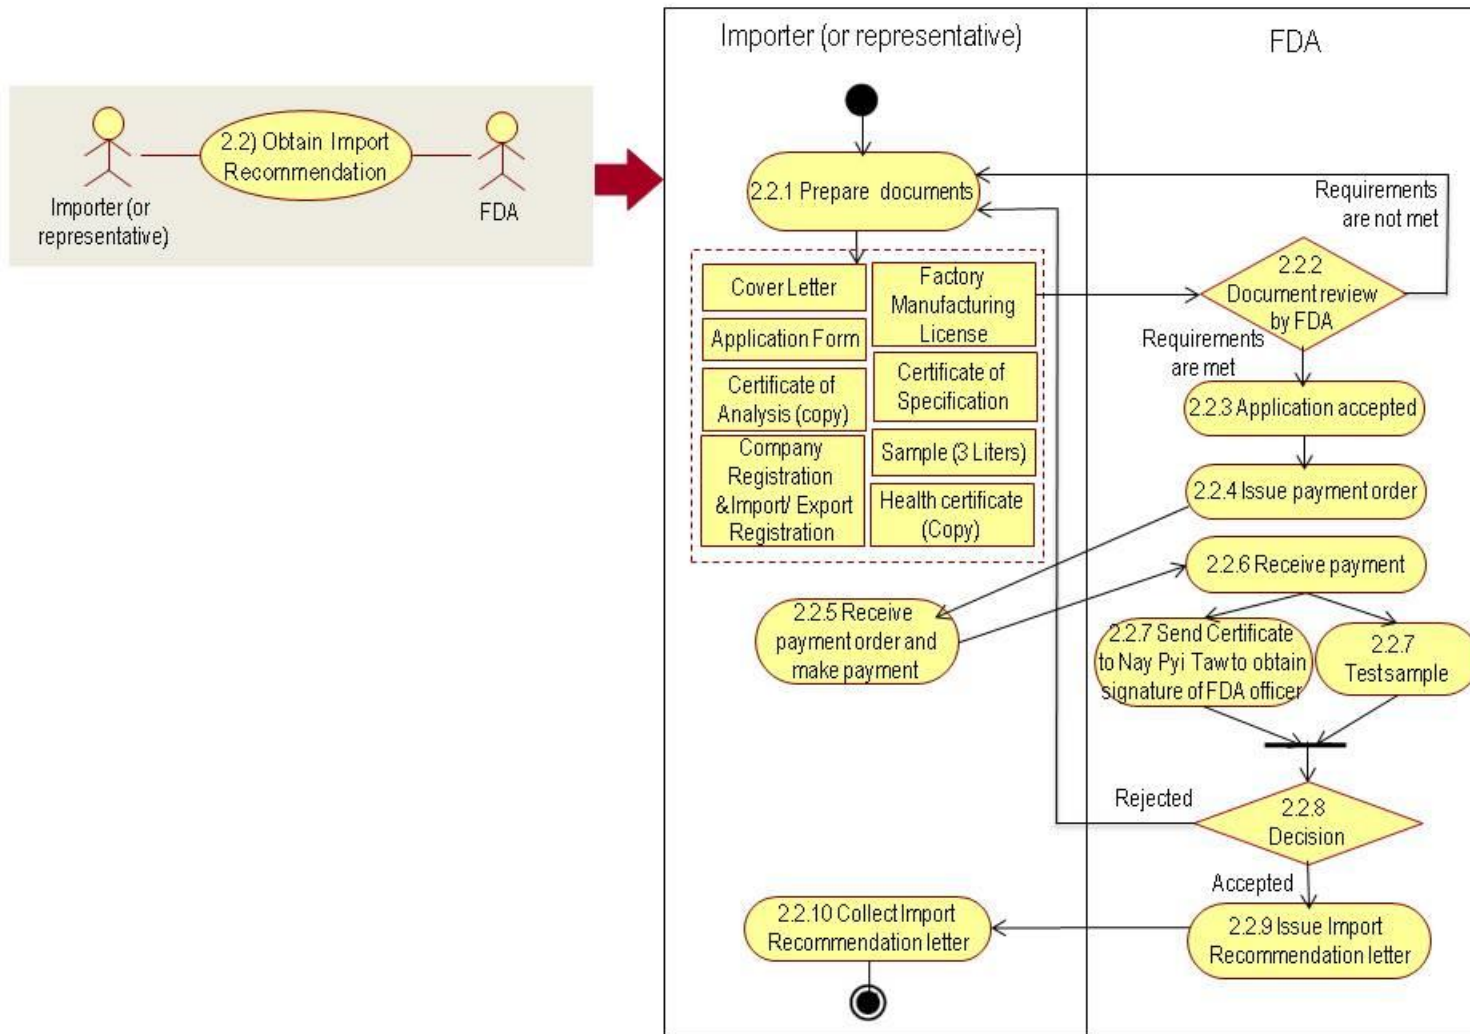 Importer (or representative)
FDA
2.2) Obtain Import
Recommendation
Importer (or
representative)
FDA
2.2.1 Prepare documents
Requirements
are not met
Cover Letter
Application Form
Certificate of
Analysis (copy)
Company
Registration
&Import/ Export
Registration
Factory
Manufacturing
License
Certificate of
Specification
Sample (3 Liters)
Health certificate
(Copy)
2.2.2
Document review
by FDA
Requirements
are met
2.2.3 Application accepted
2.2.4 Issue payment order
2.2.5 Receive
payment order and
make payment
2.2.6 Receive payment
2.2.7 Send Certificate
to Nay Pyi Taw to obtain
signature of FDA officer
2.2.7
Test sample
Rejected
2.2.8
Decision
Accepted
2.2.9 Issue Import
Recommendation letter
2.2.10 Collect Import
Recommendation letter